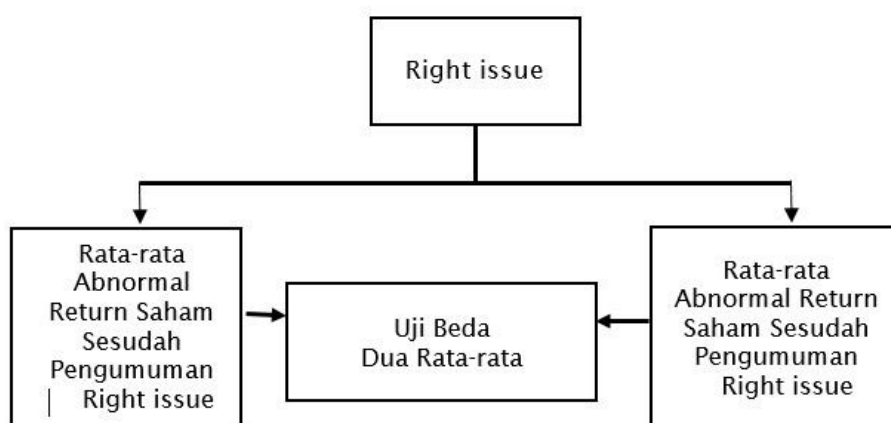 Right issue
Rata-rata
Abnormal
Return Saham
Sesudah
Pengumuman
Right issue
Uji Beda
Dua Rata-rata
Rata-rata
Abnormal Return
Saham Sesudah
Pengumuman
Right issue